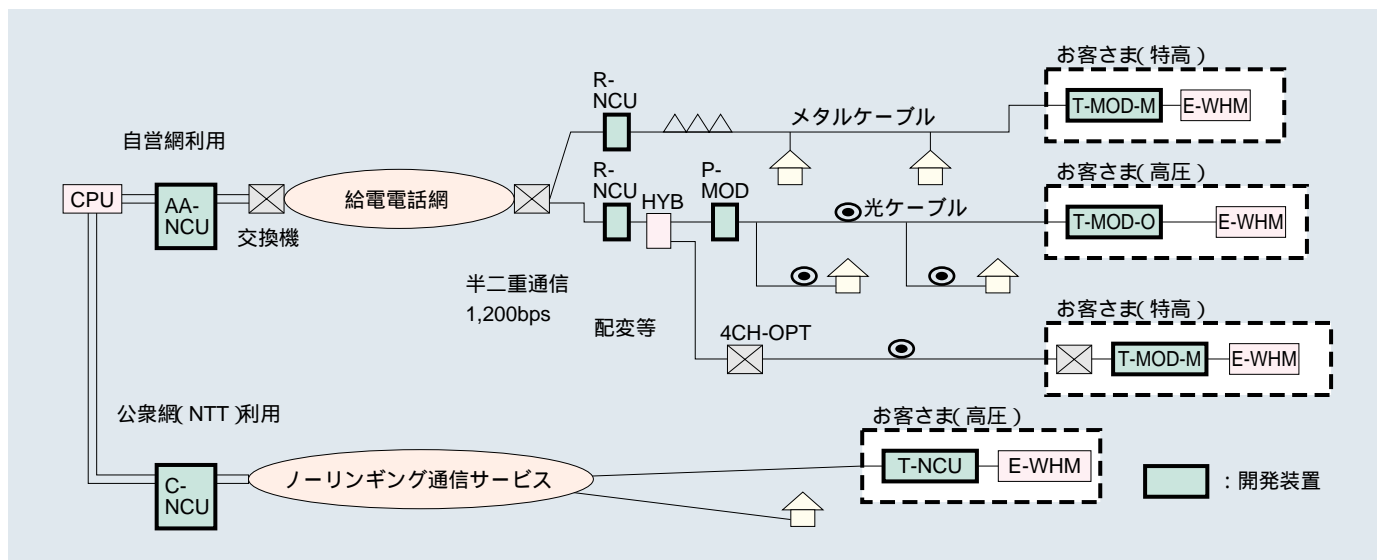 お客さま(特高)
R-
NCU
T-MOD-M
E-WHM
メタルケーブル
自営網利用
お客さま(高圧)
CPU
AA-
NCU
交換機
給電電話網
R-
NCU
HYB
P-
MOD
光ケーブル
T-MOD-O
E-WHM
半二重通信
1,200bps
配変等
4CH-OPT
お客さま(特高)
T-MOD-M
E-WHM
公衆網(NTT)利用
お客さま(高圧)
C-
NCU
ノーリンギング通信サービス
T-NCU
E-WHM
:開発装置